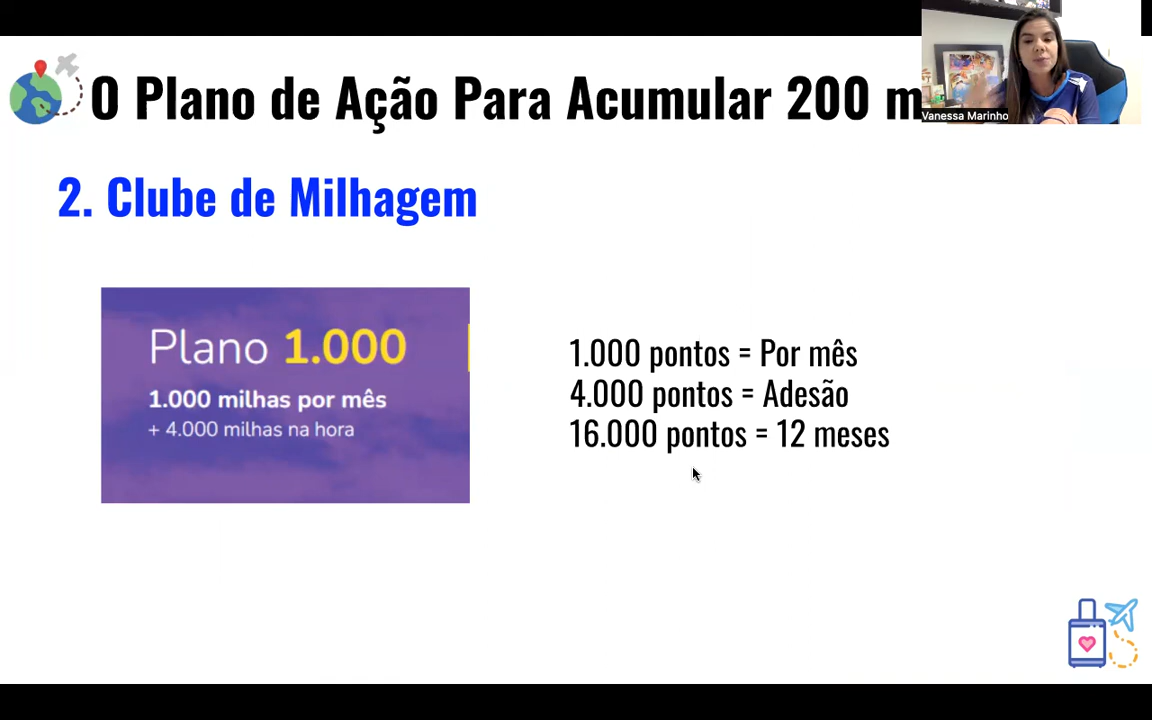 O Plano de Ação Para Acumular 200 m
Vanessa Marinho
2. Clube de Milhagem
Plano 1.000
1.000 milhas por mês
+ 4.000 milhas na hora
1.000 pontos = Por mês
4.000 pontos = Adesão
16.000 pontos = 12 meses